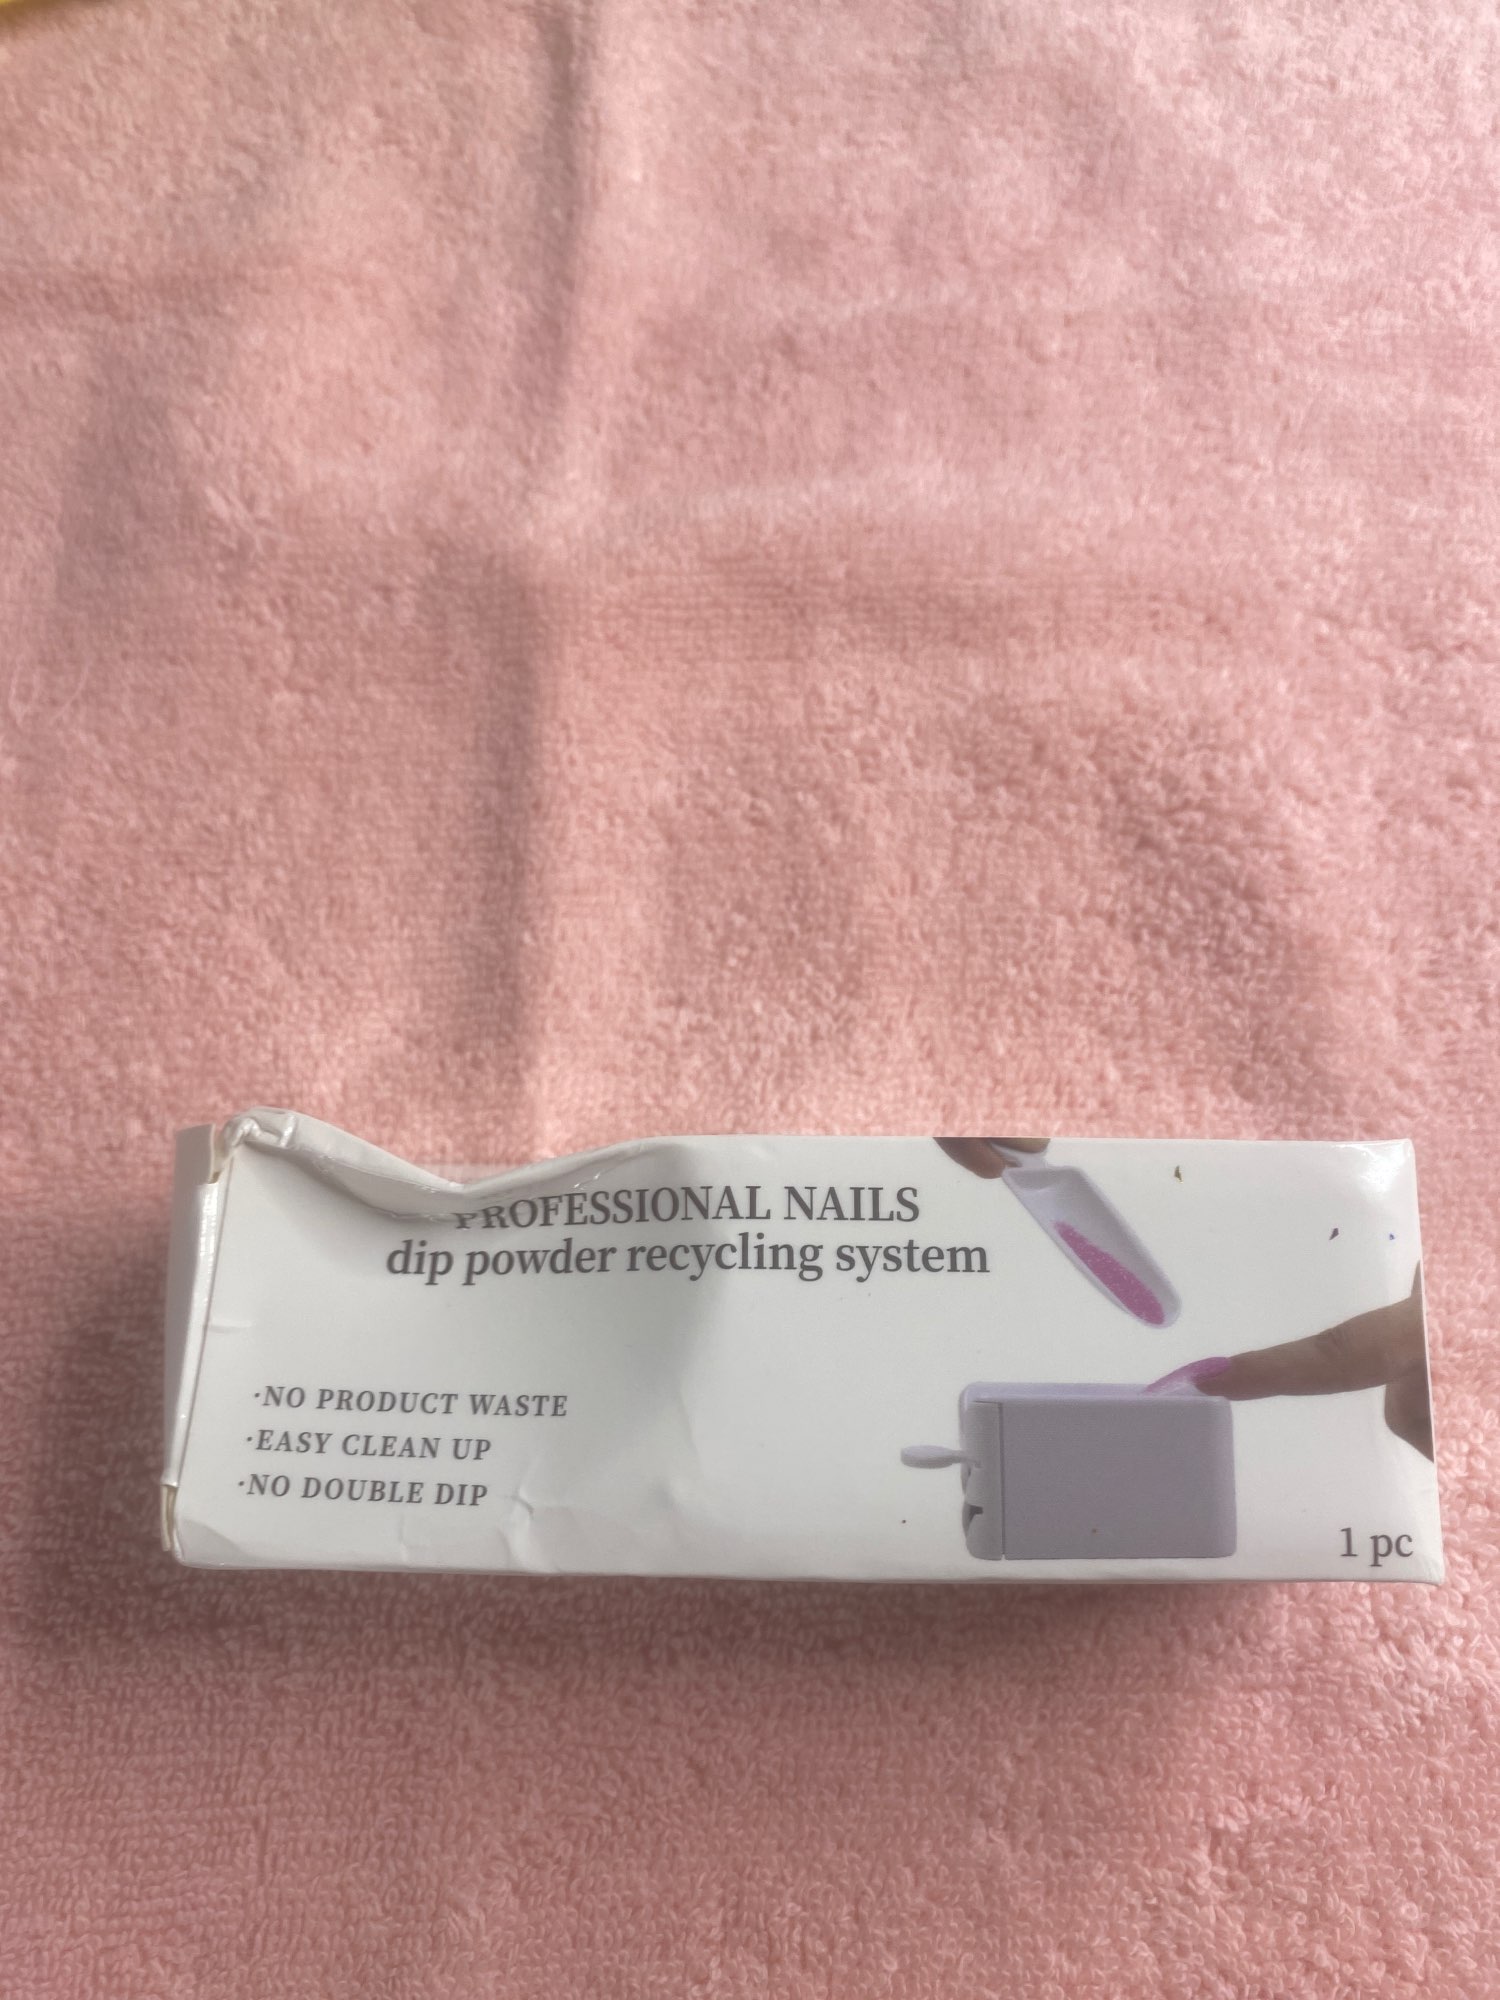 PROFESSIONAL NAILS
dip powder recycling system
·NO PRODUCT WASTE
·EASY CLEAN UP
·NO DOUBLE DIP
1 pc